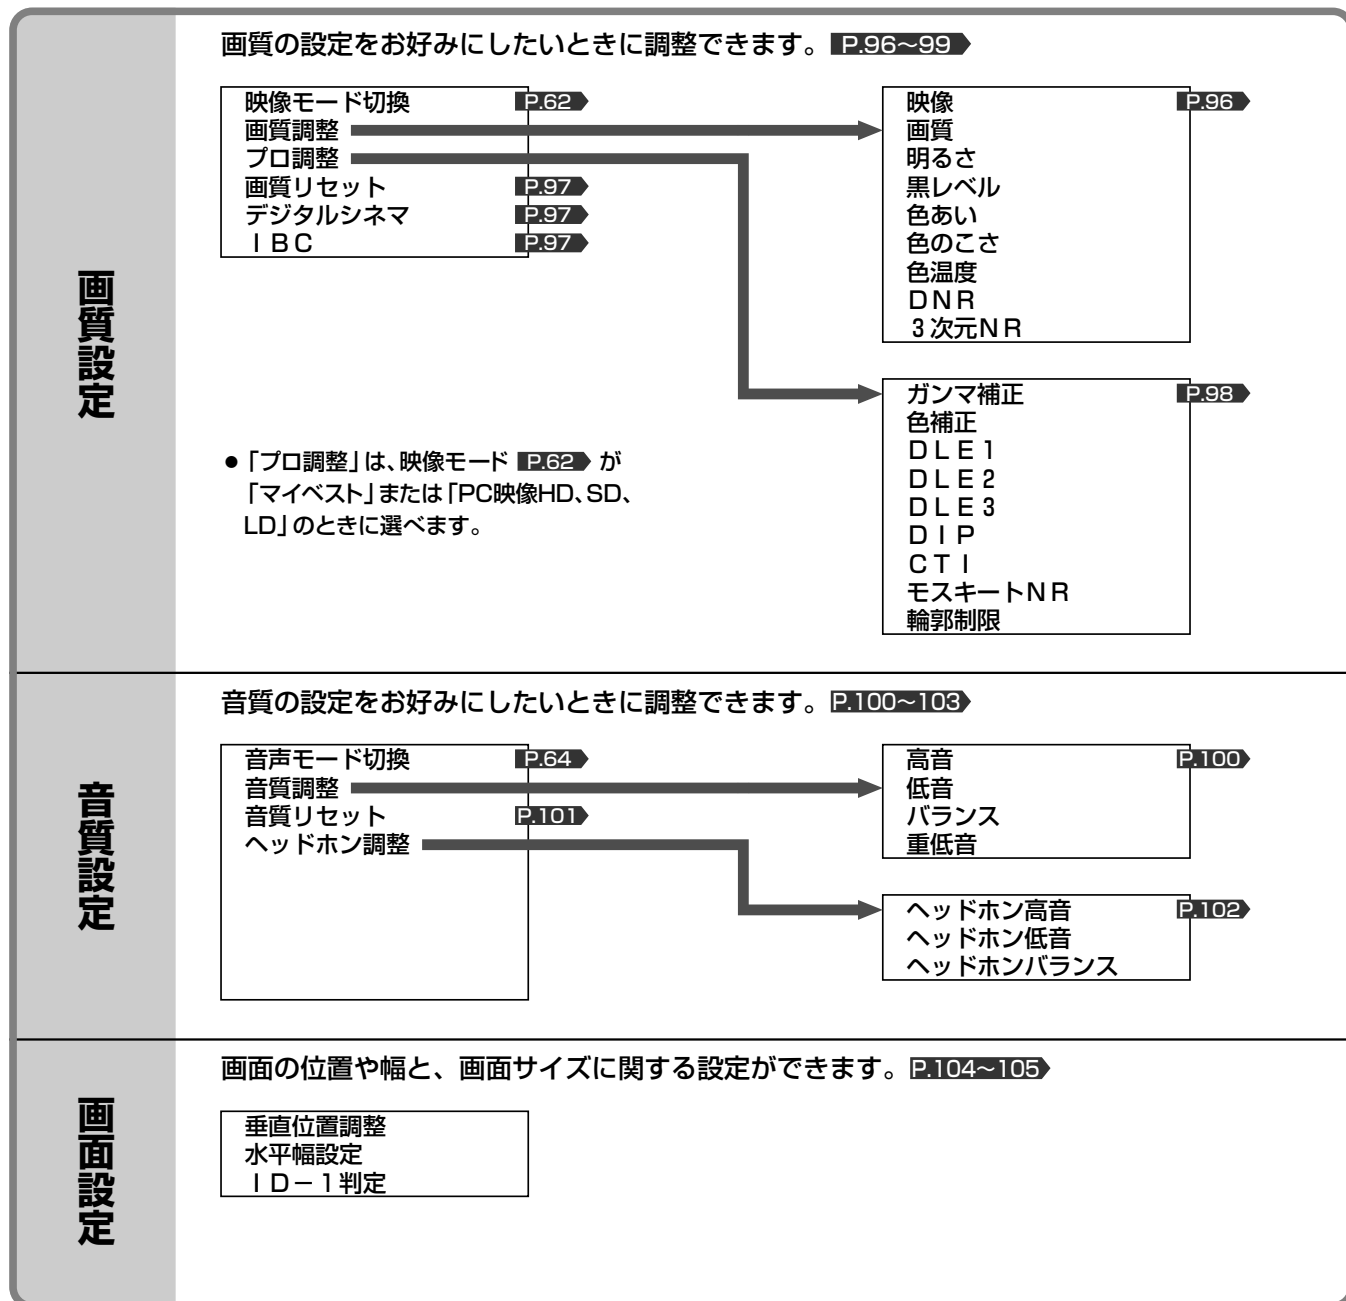 画質設定
画質の設定をお好みにしたいときに調整できます。 P.96~99
映像モード切換 P.62
画質調整
プロ調整
画質リセット P.97
デジタルシネマ P.97
ＩＢＣ P.97
映像 P.96
画質
明るさ
黒レベル
色あい
色のこさ
色温度
ＤＮＲ
３次元ＮＲ
ガンマ補正 P.98
色補正
ＤＬＥ１
ＤＬＥ２
ＤＬＥ３
ＤＩＰ
ＣＴＩ
モスキートＮＲ
輪郭制限
●「プロ調整」は、映像モード P.62 が
「マイベスト」または「PC映像HD、SD、
LD」のときに選べます。
音質設定
音質の設定をお好みにしたいときに調整できます。 P.100~103
音声モード切換 P.64
音質調整
音質リセット P.101
ヘッドホン調整
高音 P.100
低音
バランス
重低音
ヘッドホン高音 P.102
ヘッドホン低音
ヘッドホンバランス
画面設定
画面の位置や幅と、画面サイズに関する設定ができます。 P.104~105
垂直位置調整
水平幅設定
ＩＤ－１判定